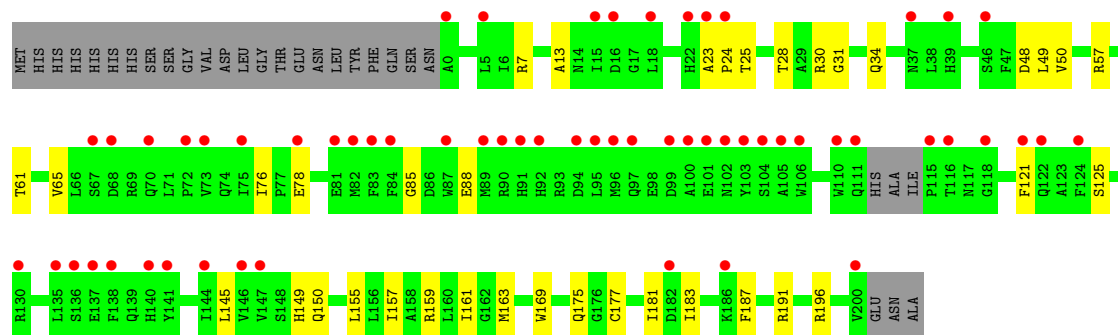 MET HIS HIS HIS HIS HIS HIS SER SER GLY VAL ASP LEU GLY THR GLU ASN LEU TYR PHE GLN SER ASN A0 L5 I6 R7 A13 N14 I15 D16 G17 L18 H22 A23 P24 T25 T28 A29 R30 G31 Q34 N37 L38 H39 S46 F47 D48 L49 V50 R57
T61 V65 L66 S67 D68 R69 Q70 L71 P72 V73 Q74 I75 I76 P77 E78 E81 M82 F83 F84 G85 D86 W87 E88 M89 R90 H91 H92 R93 D94 L95 M96 Q97 E98 D99 A100 E101 N102 Y103 S104 A105 W106 W110 Q111 HIS ALA ILE P115 T116 N117 G118 F121 Q122 A123 F124 S125
R130 L135 S136 E137 F138 Q139 H140 Y141 I144 L145 V146 V147 S148 H149 Q150 L155 L156 I157 A158 R159 L160 I161 G162 M163 W169 Q175 G176 C177 I181 D182 I183 K186 F187 R191 R196 V200 GLU ASN ALA